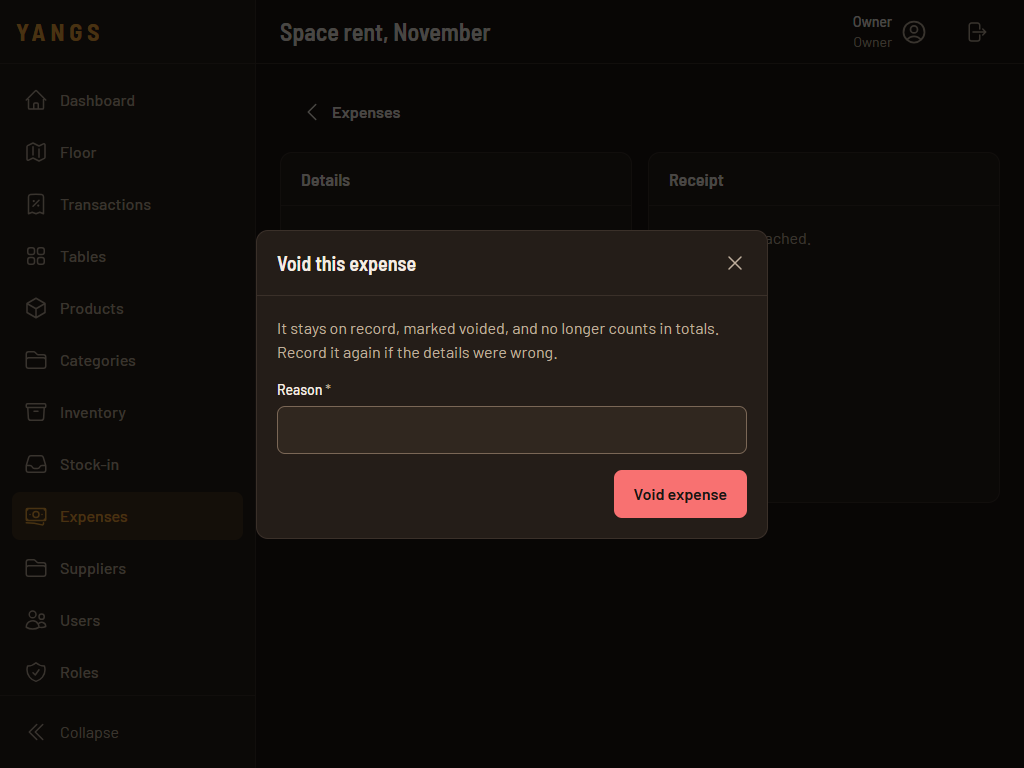 YANGS
Space rent, November
Owner
Owner
Dashboard
Floor
Transactions
Tables
Products
Categories
Inventory
Stock-in
Expenses
Suppliers
Users
Roles
Collapse
Expenses
Details
Receipt
ached.
Void this expense
It stays on record, marked voided, and no longer counts in totals.
Record it again if the details were wrong.
Reason *
Void expense